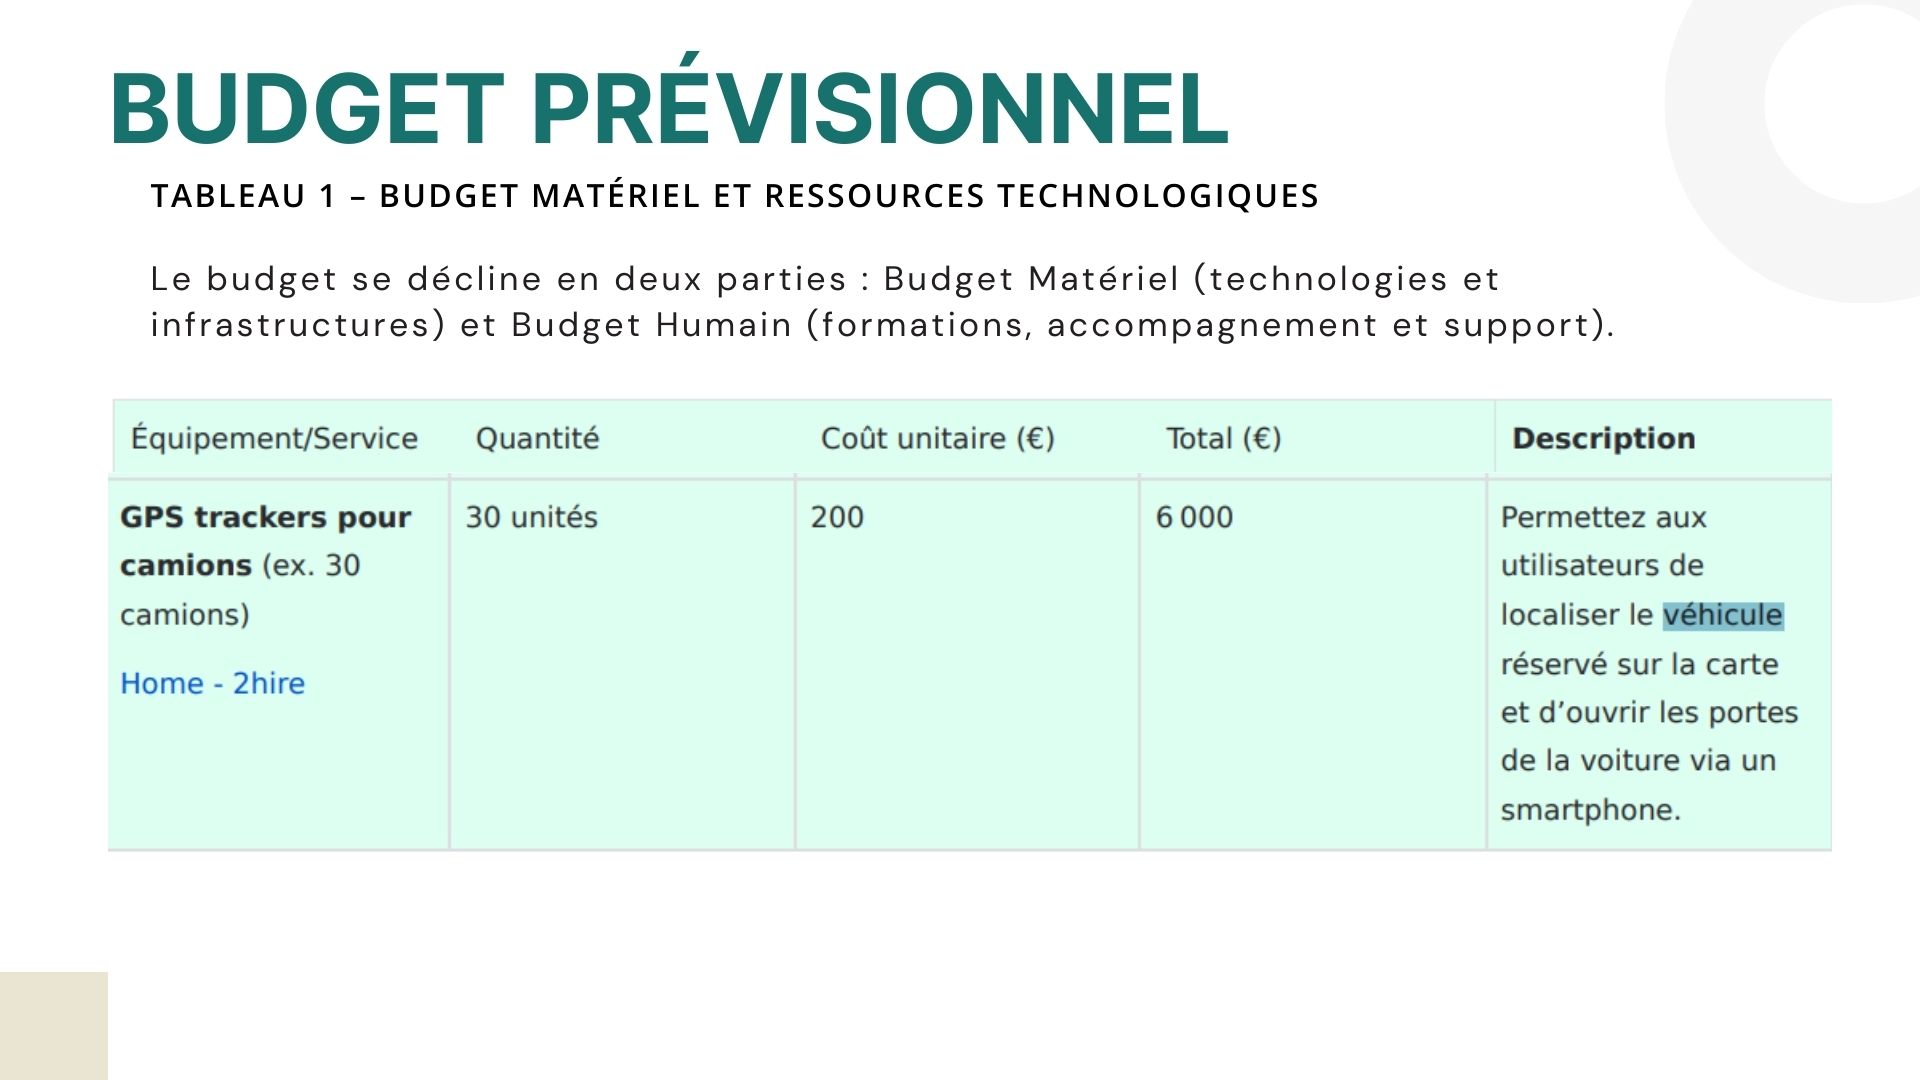 BUDGET PRÉVISIONNEL
TABLEAU 1 – BUDGET MATÉRIEL ET RESSOURCES TECHNOLOGIQUES
Le budget se décline en deux parties : Budget Matériel (technologies et
infrastructures) et Budget Humain (formations, accompagnement et support).
Équipement/Service Quantité Coût unitaire (€) Total (€) Description
GPS trackers pour
camions (ex. 30
camions)
Home - 2hire
30 unités
200
6 000
Permettez aux
utilisateurs de
localiser le véhicule
réservé sur la carte
et d’ouvrir les portes
de la voiture via un
smartphone.